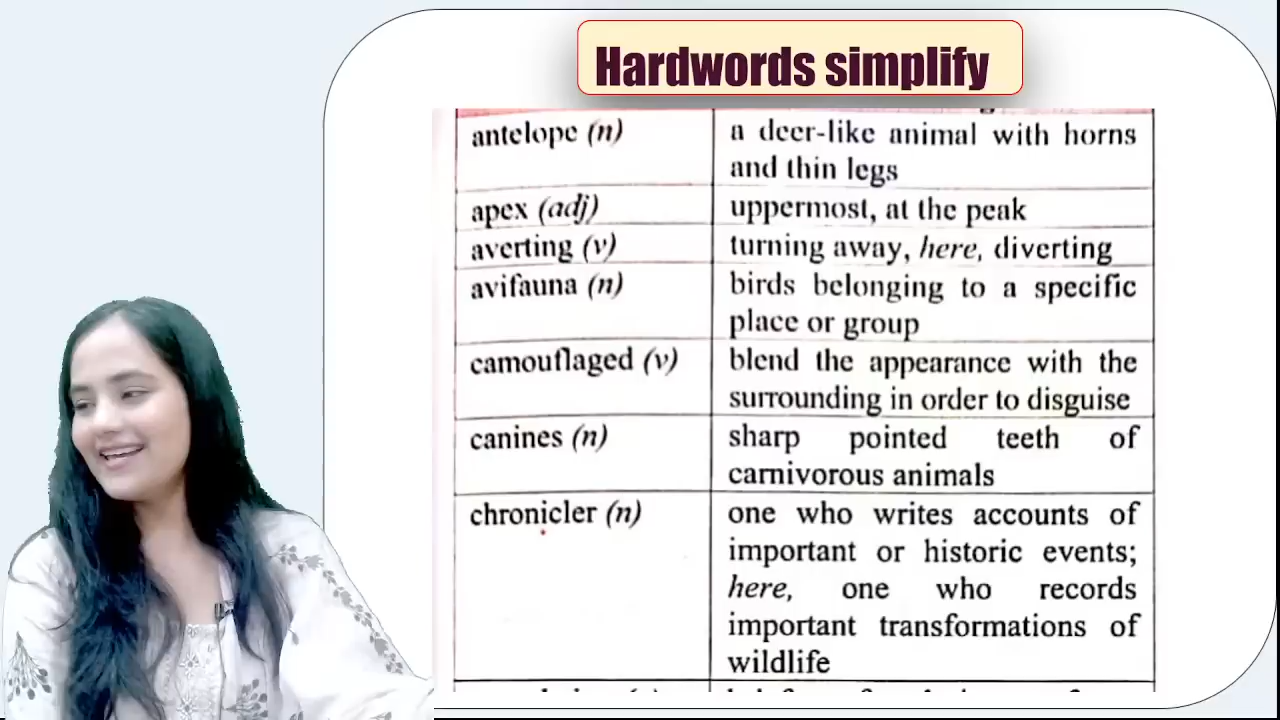 Hardwords simplify
antelope (n) a deer-like animal with horns
and thin legs
apex (adj) uppermost, at the peak
averting (v) turning away, here, diverting
avifauna (n) birds belonging to a specific
place or group
camouflaged (v) blend the appearance with the
surrounding in order to disguise
canines (n) sharp pointed teeth of
carnivorous animals
chronicler (n) one who writes accounts of
important or historic events;
here, one who records
important transformations of
wildlife